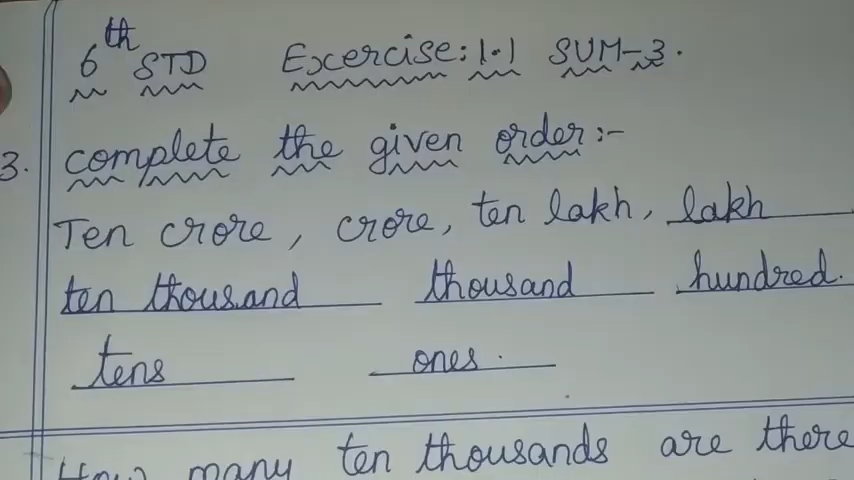 6th STD Excercise: 1.1 SUM-3.
3. complete the given order:-
Ten crore, crore, ten lakh, lakh
ten thousand thousand hundred.
tens ones.
How many ten thousands are there